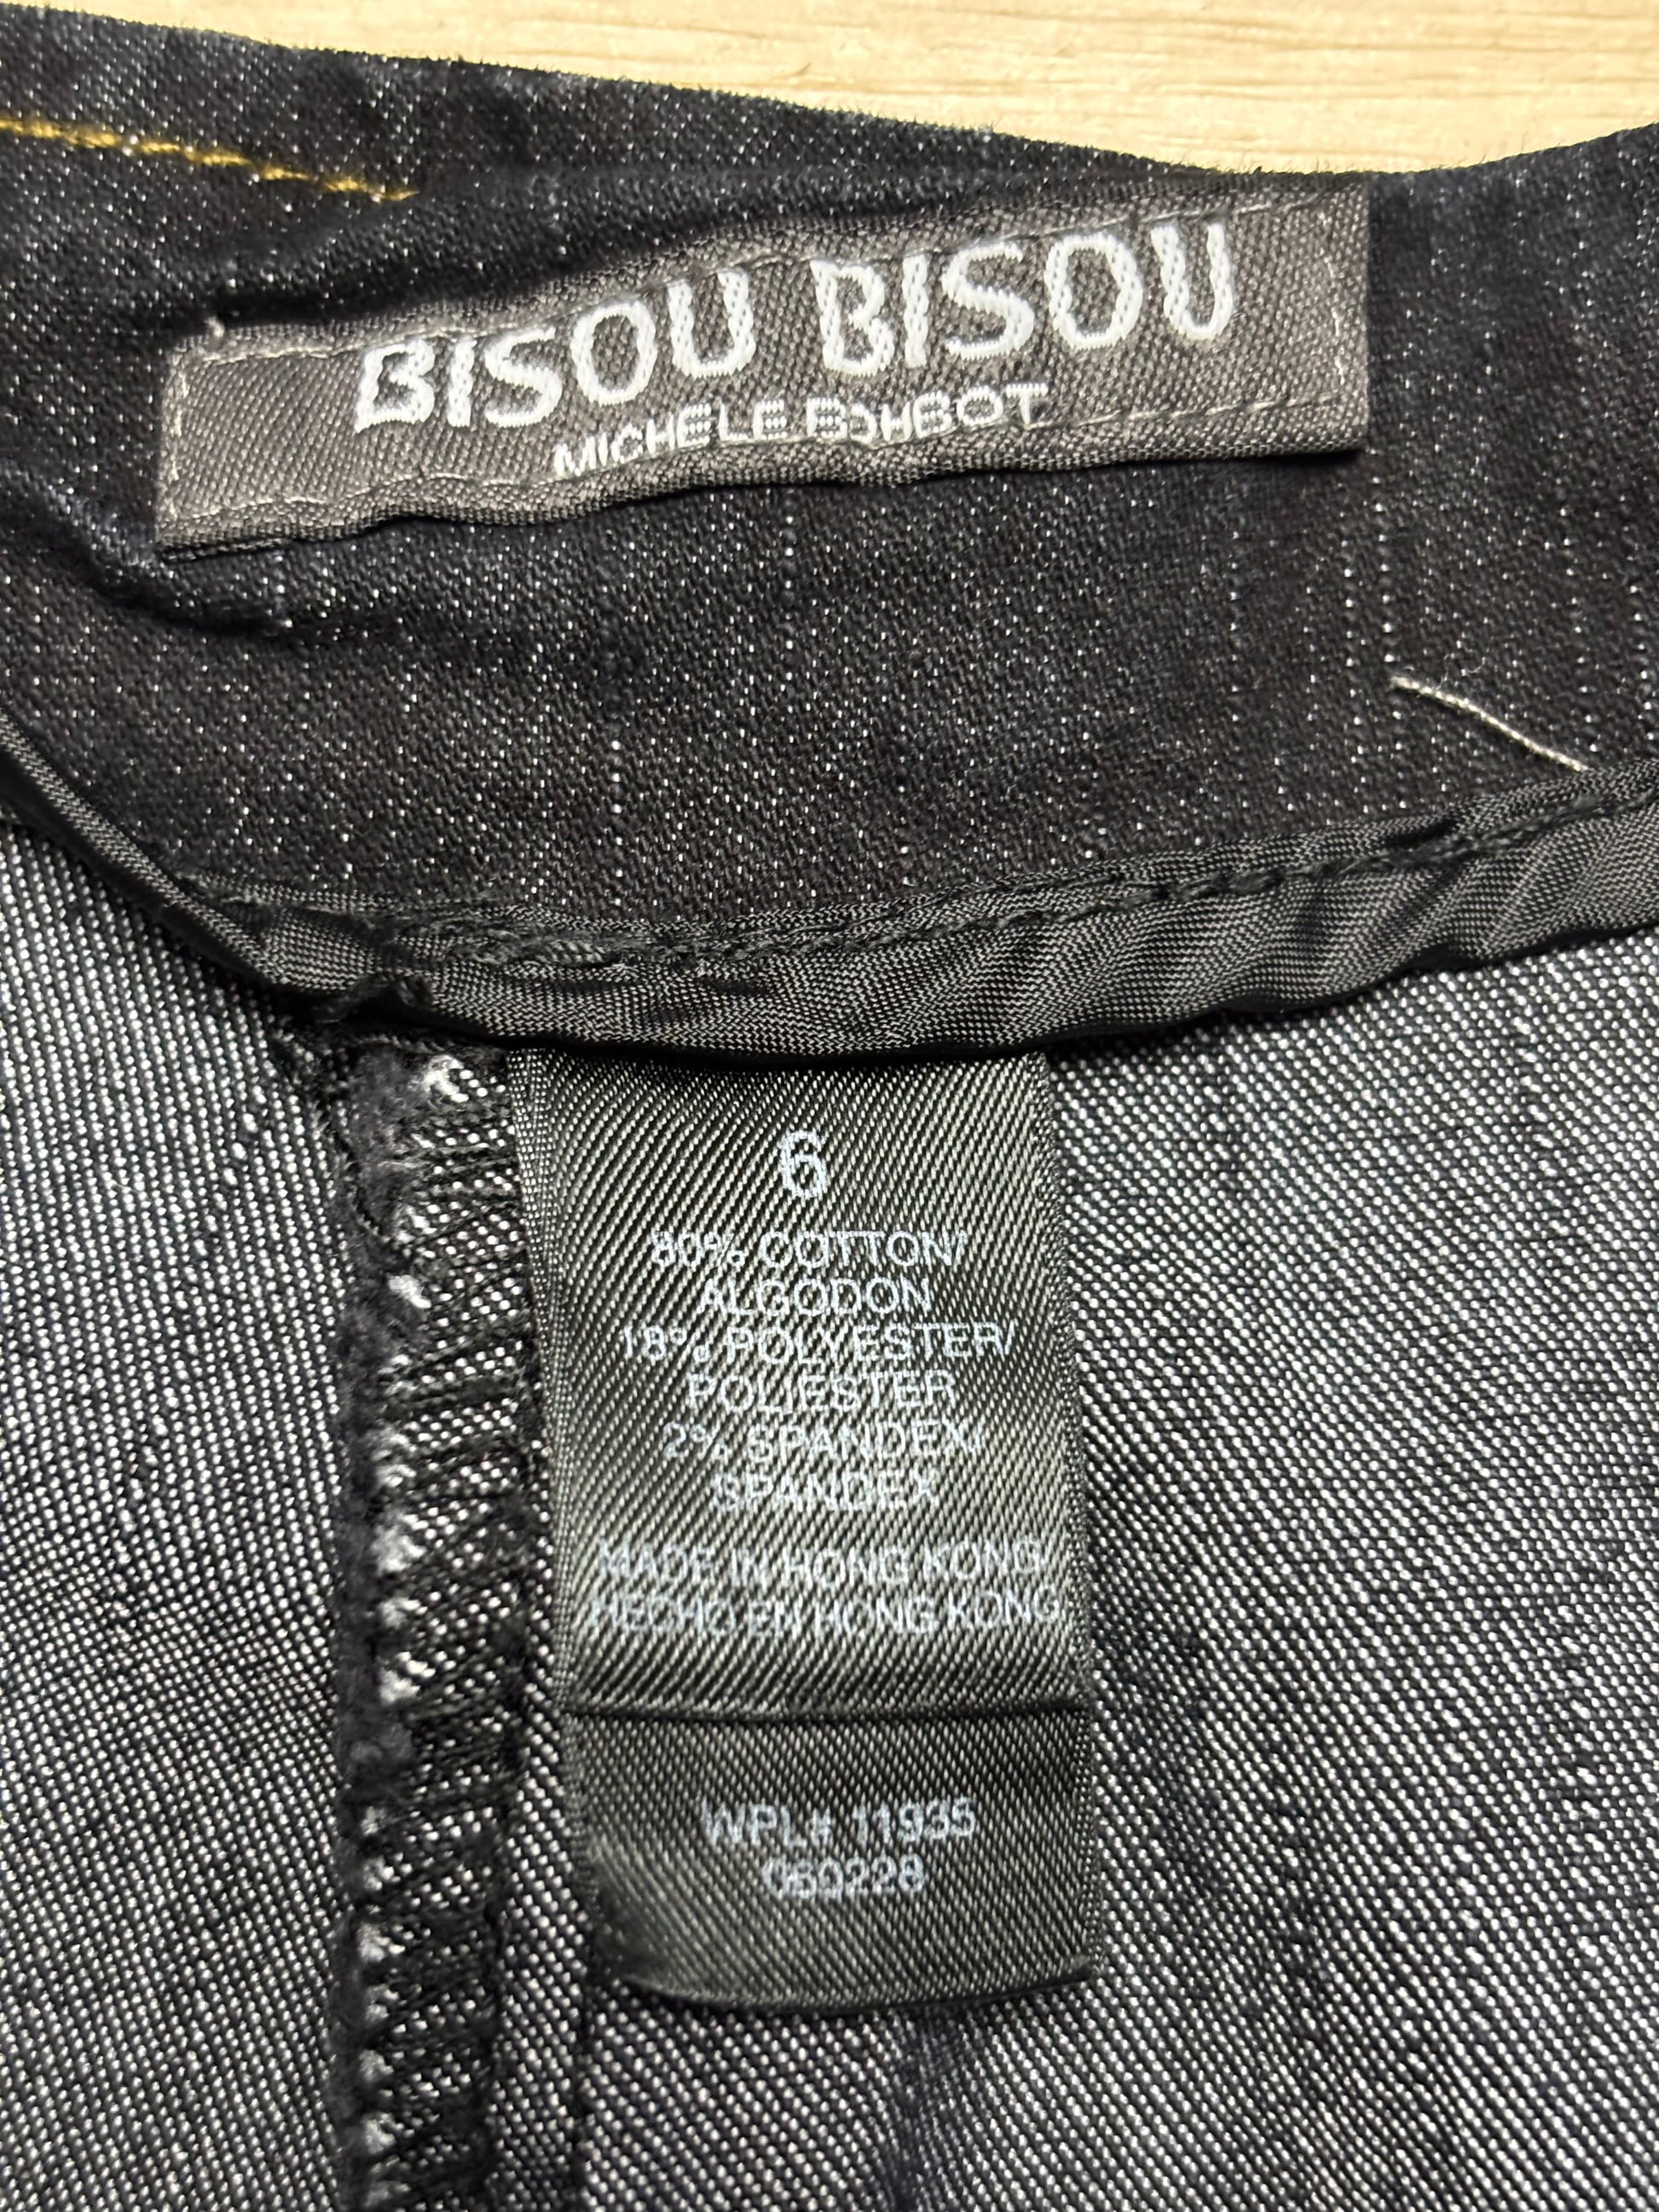 BISOU BISOU
MICHELE BOHBOT
6
80% COTTON/
ALGODON
18% POLYESTER/
POLIESTER
2% SPANDEX/
SPANDEX
MADE IN HONG KONG/
HECHO EN HONG KONG
WPL# 11935
060228